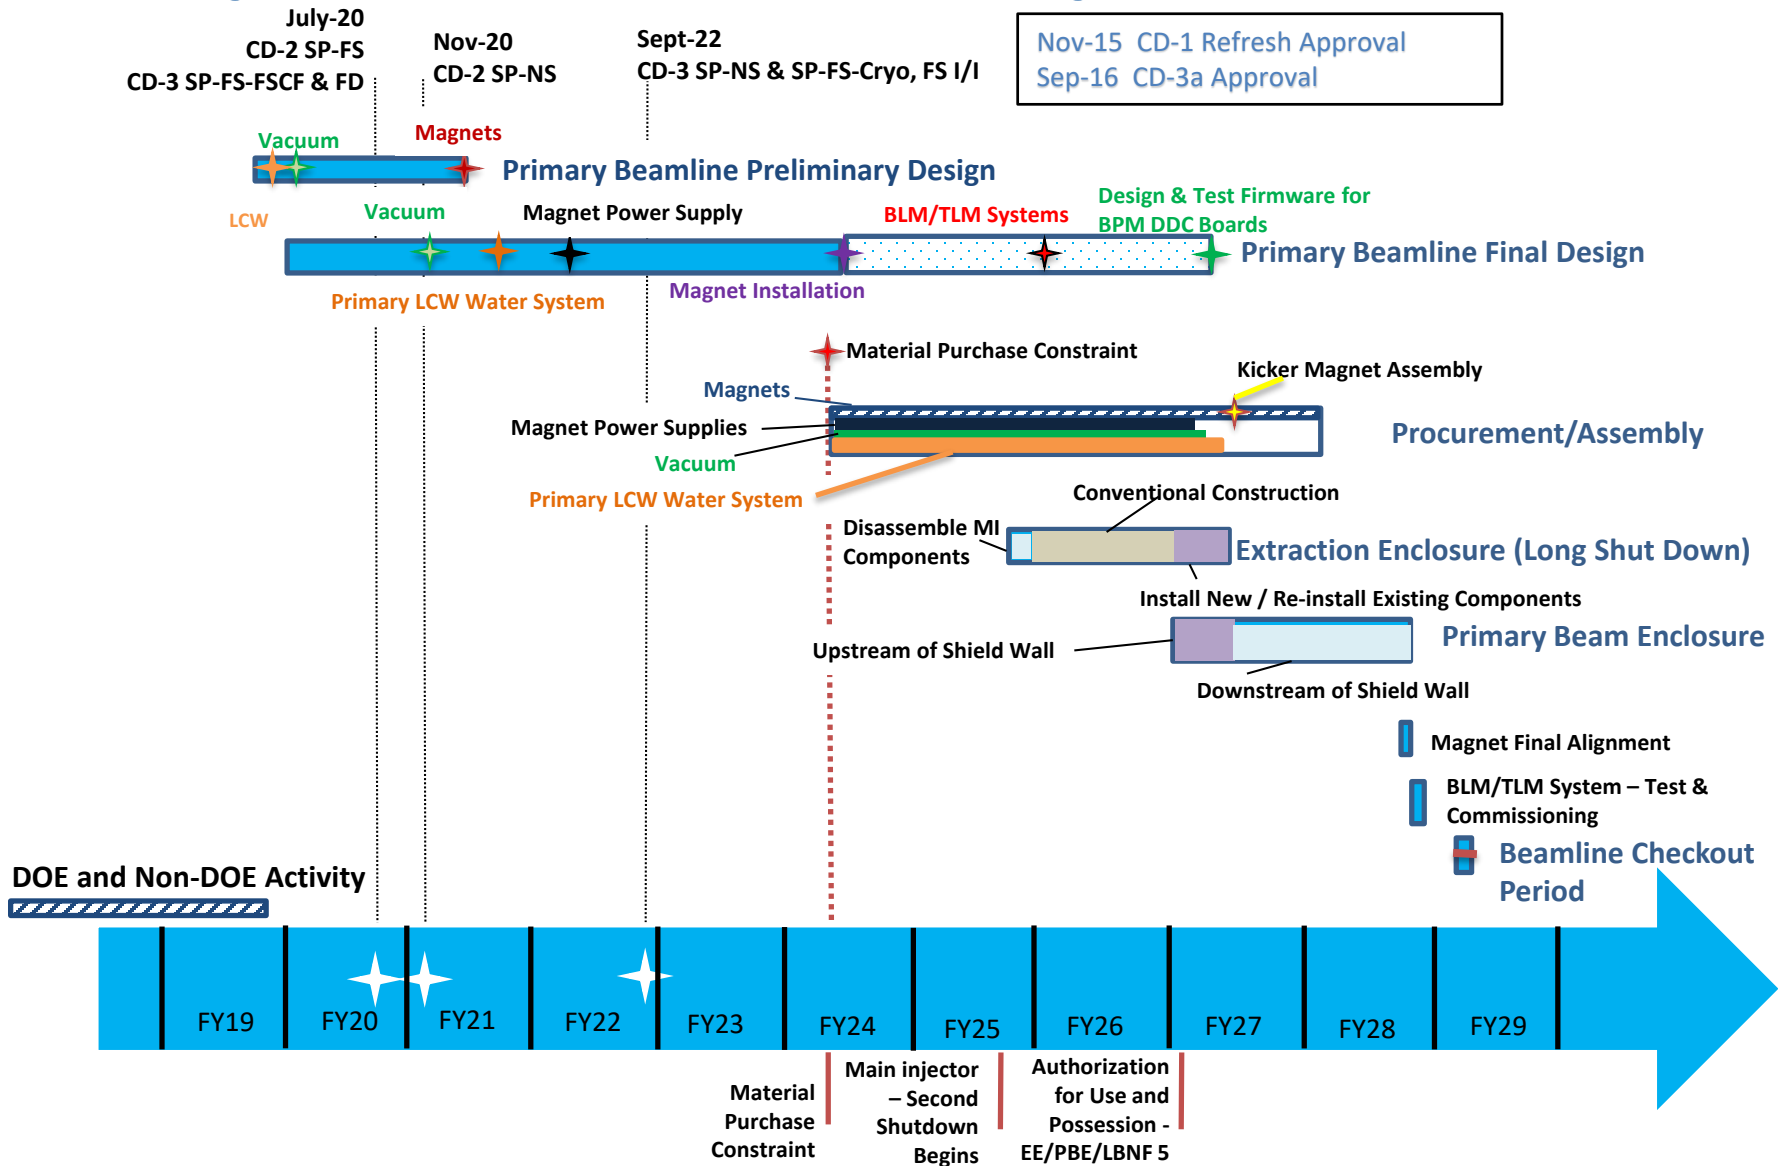 July-20
CD-2 SP-FS
CD-3 SP-FS-FSCF & FD
Nov-20
CD-2 SP-NS
Sept-22
CD-3 SP-NS & SP-FS-Cryo, FS I/I
Nov-15 CD-1 Refresh Approval
Sep-16 CD-3a Approval
Vacuum
Magnets
Primary Beamline Preliminary Design
LCW
Vacuum
Magnet Power Supply
BLM/TLM Systems
Design & Test Firmware for
BPM DDC Boards
Primary Beamline Final Design
Primary LCW Water System
Magnet Installation
Material Purchase Constraint
Kicker Magnet Assembly
Magnets
Magnet Power Supplies
Procurement/Assembly
Vacuum
Primary LCW Water System
Conventional Construction
Disassemble MI
Components
Extraction Enclosure (Long Shut Down)
Install New / Re-install Existing Components
Upstream of Shield Wall
Primary Beam Enclosure
Downstream of Shield Wall
Magnet Final Alignment
BLM/TLM System – Test &
Commissioning
Beamline Checkout
Period
DOE and Non-DOE Activity
FY19
FY20
FY21
FY22
FY23
FY24
FY25
FY26
FY27
FY28
FY29
Material
Purchase
Constraint
Main injector
– Second
Shutdown
Begins
Authorization
for Use and
Possession -
EE/PBE/LBNF 5